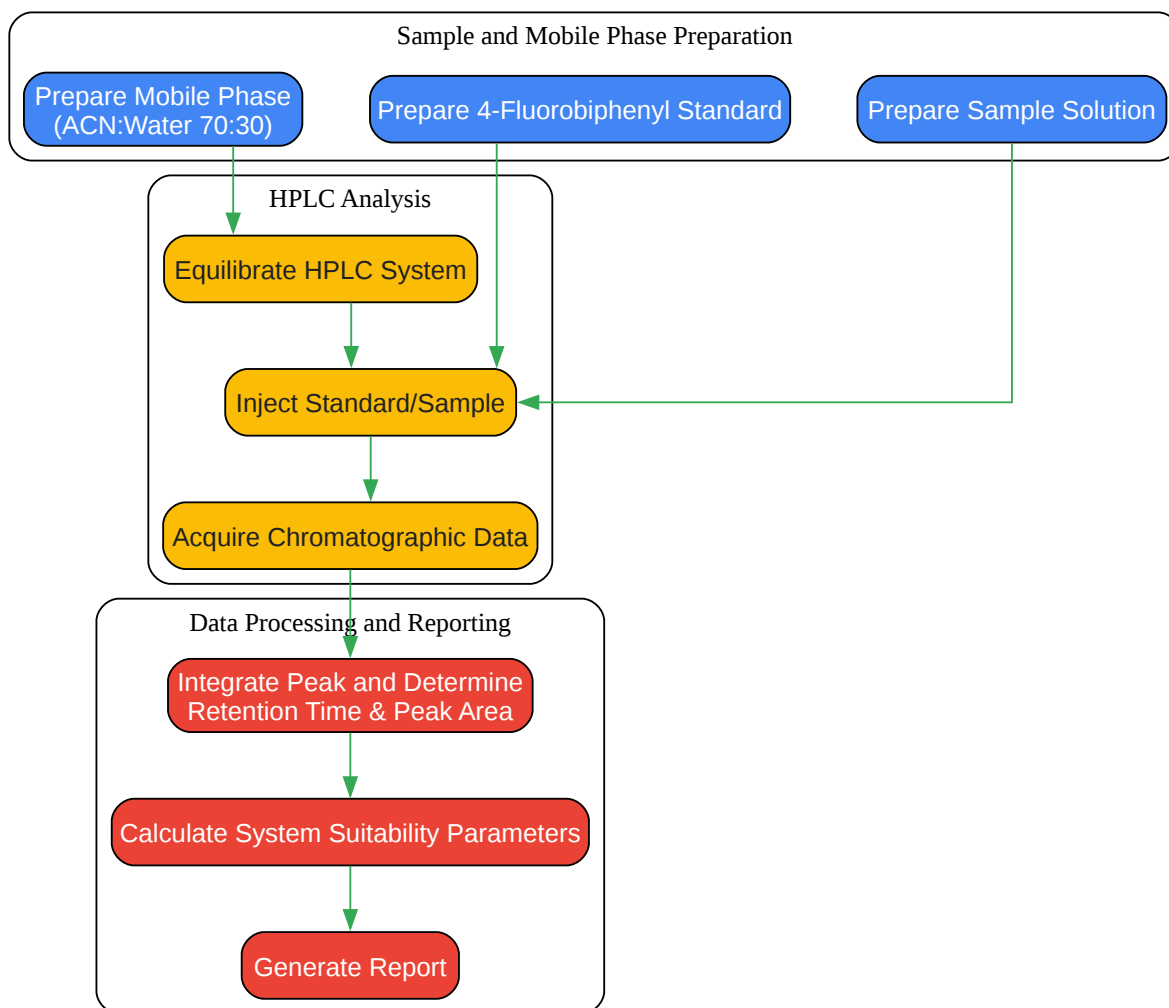 Sample and Mobile Phase Preparation
Prepare Mobile Phase
(ACN:Water 70:30)
Prepare 4-Fluorobiphenyl Standard
Prepare Sample Solution
HPLC Analysis
Equilibrate HPLC System
Inject Standard/Sample
Acquire Chromatographic Data
Data Processing and Reporting
Integrate Peak and Determine
Retention Time & Peak Area
Calculate System Suitability Parameters
Generate Report